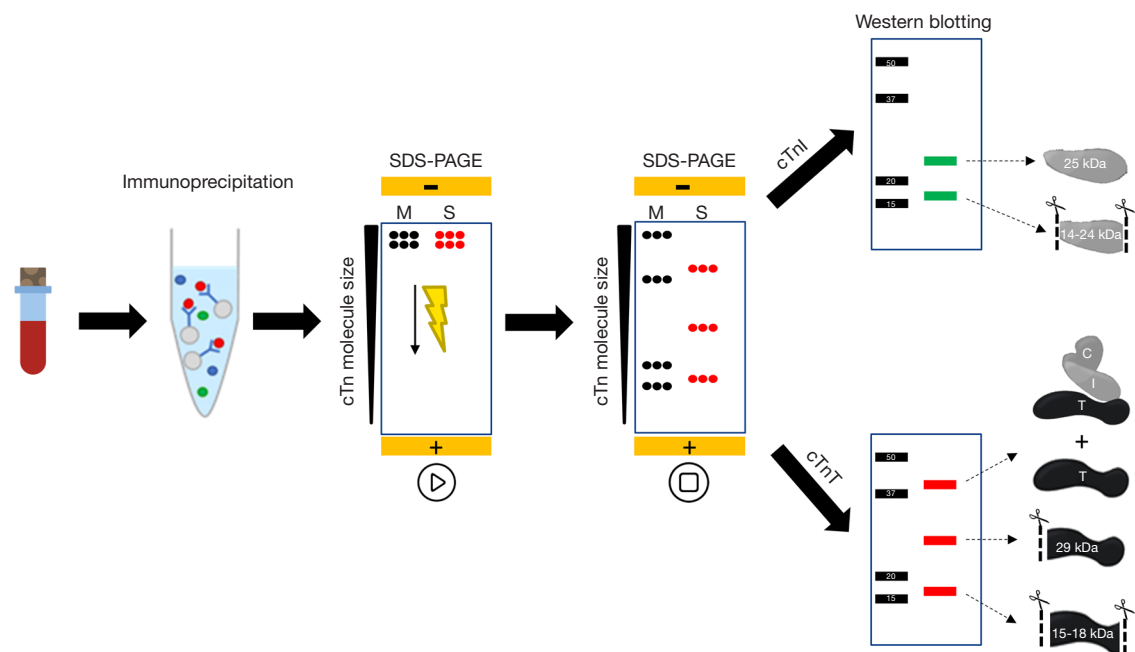 Western blotting
50
37
20
15
cTnI
25 kDa
14-24 kDa
Immunoprecipitation
SDS-PAGE
-
M S
cTn molecule size
+
SDS-PAGE
-
M S
cTn molecule size
+
cTnT
50
37
20
15
C
I
T
+
T
29 kDa
15-18 kDa